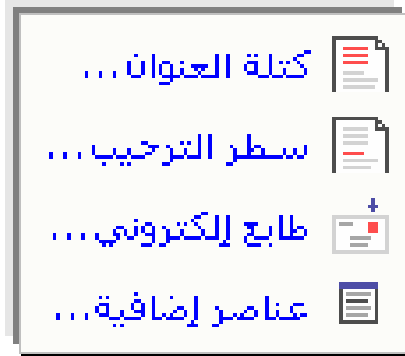 كتلة العنوان...
سطر الترحيب...
طابع إلكتروني...
عناصر إضافية...